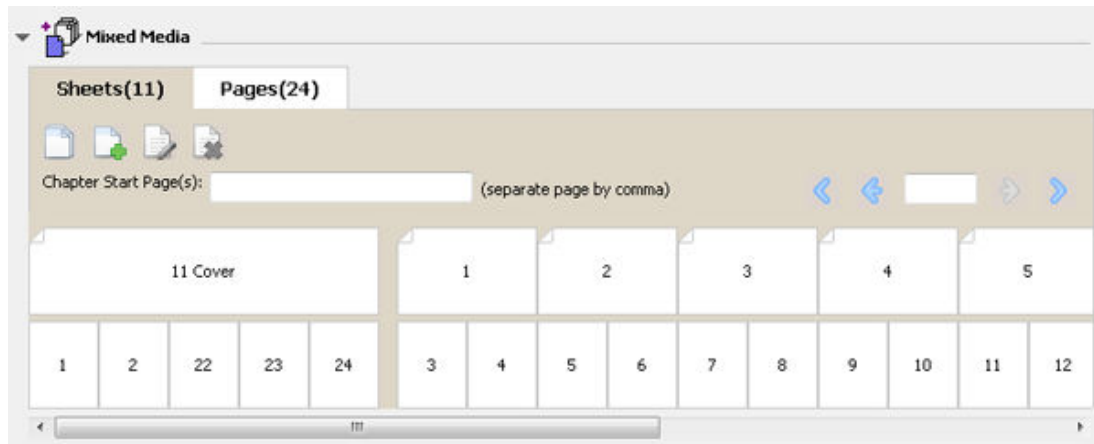 Mixed Media
Sheets(11) Pages(24)
Chapter Start Page(s): (separate page by comma)
11 Cover 1 2 3 4 5
1 2 22 23 24 3 4 5 6 7 8 9 10 11 12